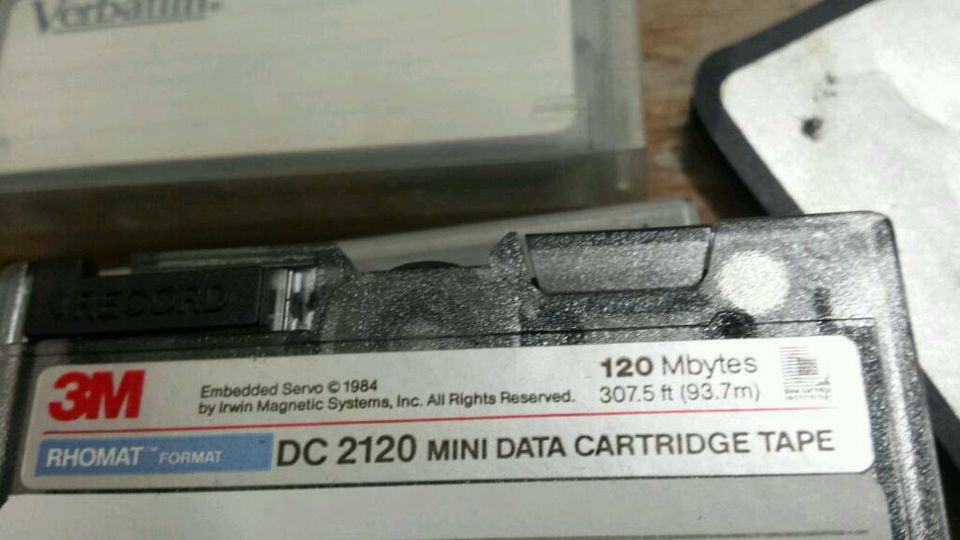 Verbatim.
RECORD
3M
Embedded Servo © 1984
by Irwin Magnetic Systems, Inc. All Rights Reserved.
120 Mbytes
307.5 ft (93.7m)
RHOMAT™ FORMAT
DC 2120 MINI DATA CARTRIDGE TAPE